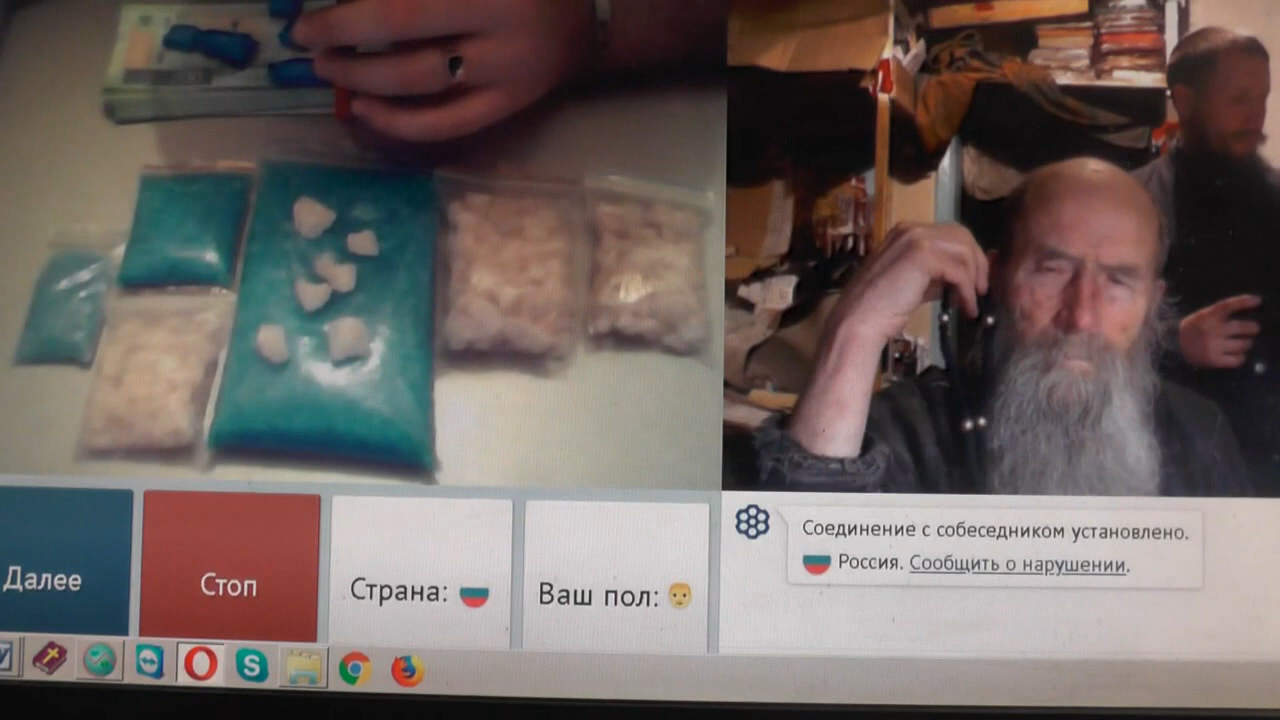 Далее
Стоп
Страна:
Ваш пол:
Соединение с собеседником установлено.
Россия. Сообщить о нарушении.